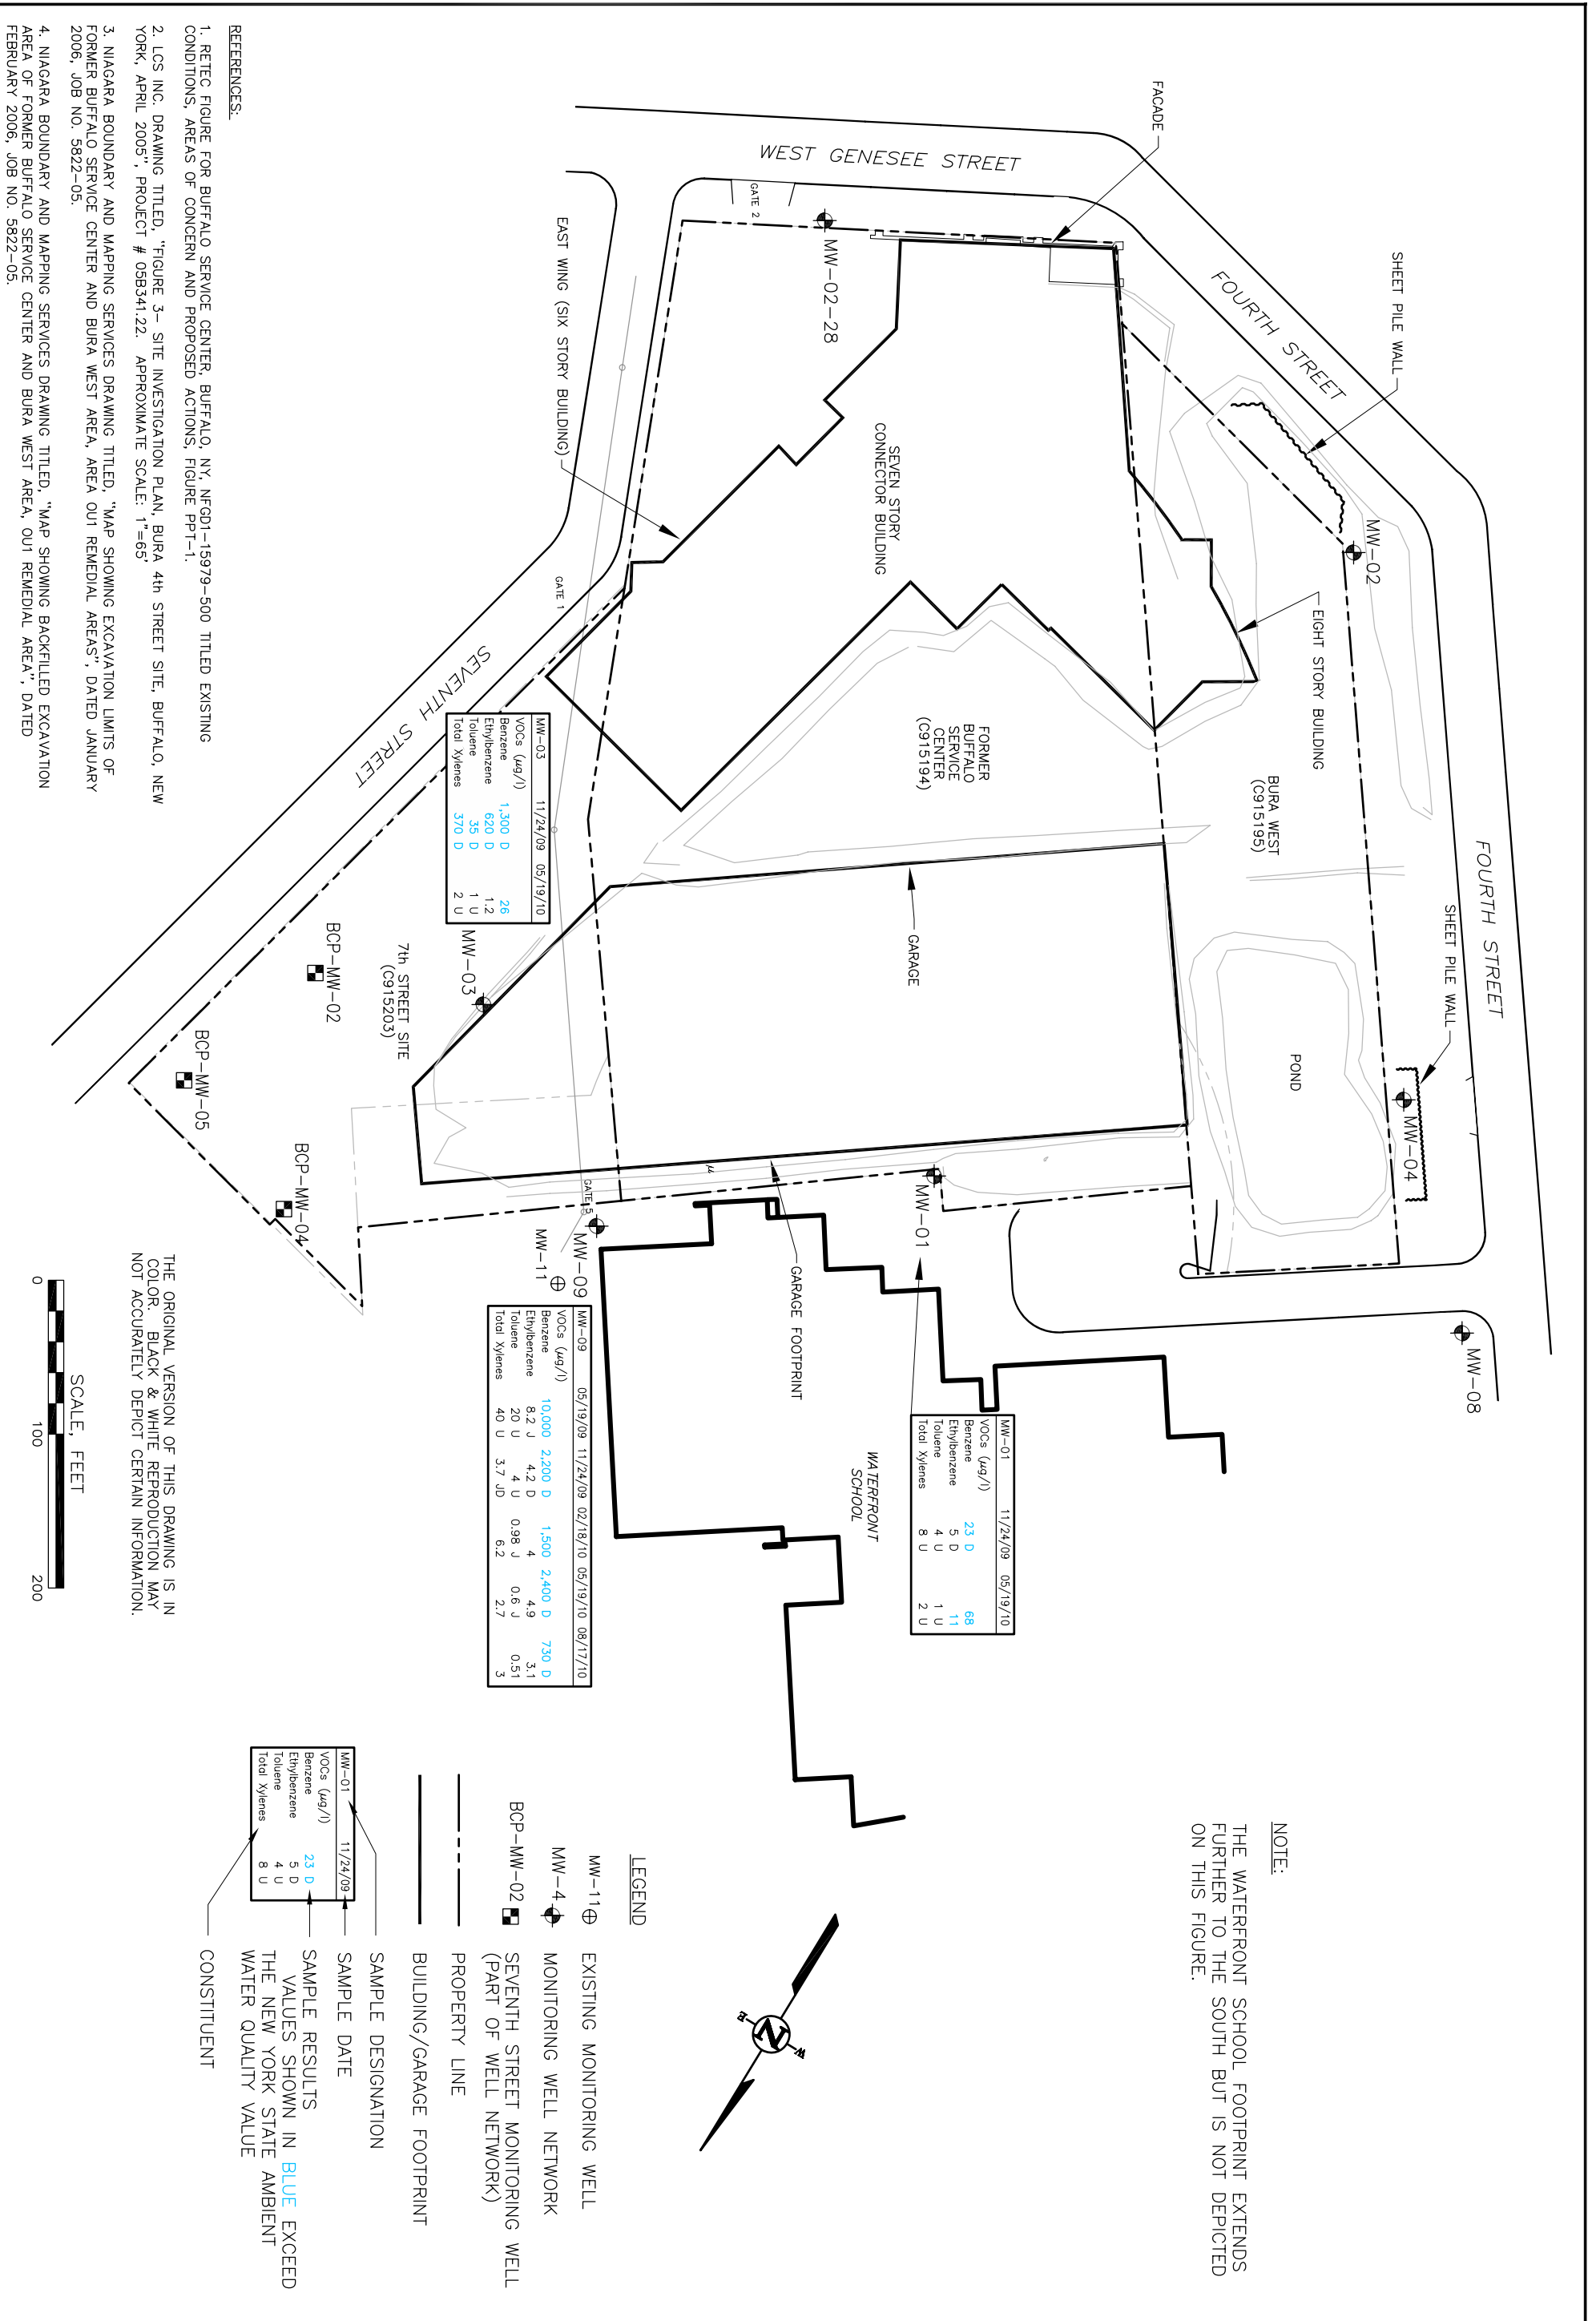 WEST GENESEE STREET
FACADE
GATE 2
MW-02-28
EAST WING (SIX STORY BUILDING)
SHEET PILE WALL
FOURTH STREET
SEVEN STORY
CONNECTOR BUILDING
MW-02
EIGHT STORY BUILDING
GATE 1
SEVENTH STREET
BURA WEST
(C915195)
FORMER
BUFFALO
SERVICE
CENTER
(C915194)
FOURTH STREET
SHEET PILE WALL
GARAGE
POND
MW-04
MW-03
7th STREET SITE
(C915203)
BCP-MW-02
BCP-MW-05
BCP-MW-04
MW-01
GATE 5
MW-09
MW-11
GARAGE FOOTPRINT
MW-08
WATERFRONT
SCHOOL
MW-03 11/24/09 05/19/10
VOCs (µg/l)
Benzene 1,300 D 26
Ethylbenzene 620 D 1.2
Toluene 35 D 1 U
Total Xylenes 370 D 2 U
MW-09 05/19/09 11/24/09 02/18/10 05/19/10 08/17/10
VOCs (µg/l)
Benzene 10,000 2,200 D 1,500 2,400 D 730 D
Ethylbenzene 8.2 J 4.2 D 4 4.9 3.1
Toluene 20 U 4 U 0.98 J 0.6 J 0.51
Total Xylenes 40 U 3.7 JD 6.2 2.7 3
MW-01 11/24/09 05/19/10
VOCs (µg/l)
Benzene 23 D 68
Ethylbenzene 5 D 11
Toluene 4 U 1 U
Total Xylenes 8 U 2 U
NOTE:
THE WATERFRONT SCHOOL FOOTPRINT EXTENDS
FURTHER TO THE SOUTH BUT IS NOT DEPICTED
ON THIS FIGURE.
N
W
E
LEGEND
MW-11 EXISTING MONITORING WELL
MW-4 MONITORING WELL NETWORK
BCP-MW-02 SEVENTH STREET MONITORING WELL
(PART OF WELL NETWORK)
PROPERTY LINE
BUILDING/GARAGE FOOTPRINT
SAMPLE DESIGNATION
SAMPLE DATE
SAMPLE RESULTS
VALUES SHOWN IN BLUE EXCEED
THE NEW YORK STATE AMBIENT
WATER QUALITY VALUE
CONSTITUENT
MW-01 11/24/09
VOCs (µg/l)
Benzene 23 D
Ethylbenzene 5 D
Toluene 4 U
Total Xylenes 8 U
THE ORIGINAL VERSION OF THIS DRAWING IS IN
COLOR. BLACK & WHITE REPRODUCTION MAY
NOT ACCURATELY DEPICT CERTAIN INFORMATION.
SCALE, FEET
0 100 200
REFERENCES:
1. RETEC FIGURE FOR BUFFALO SERVICE CENTER, BUFFALO, NY, NFGD1-15979-500 TITLED EXISTING
CONDITIONS, AREAS OF CONCERN AND PROPOSED ACTIONS, FIGURE PPT-1.
2. LCS INC. DRAWING TITLED, "FIGURE 3- SITE INVESTIGATION PLAN, BURA 4th STREET SITE, BUFFALO, NEW
YORK, APRIL 2005", PROJECT # 05B341.22. APPROXIMATE SCALE: 1"=65'
3. NIAGARA BOUNDARY AND MAPPING SERVICES DRAWING TITLED, "MAP SHOWING EXCAVATION LIMITS OF
FORMER BUFFALO SERVICE CENTER AND BURA WEST AREA, AREA OU1 REMEDIAL AREAS", DATED JANUARY
2006, JOB NO. 5822-05.
4. NIAGARA BOUNDARY AND MAPPING SERVICES DRAWING TITLED, "MAP SHOWING BACKFILLED EXCAVATION
AREA OF FORMER BUFFALO SERVICE CENTER AND BURA WEST AREA, OU1 REMEDIAL AREA", DATED
FEBRUARY 2006, JOB NO. 5822-05.